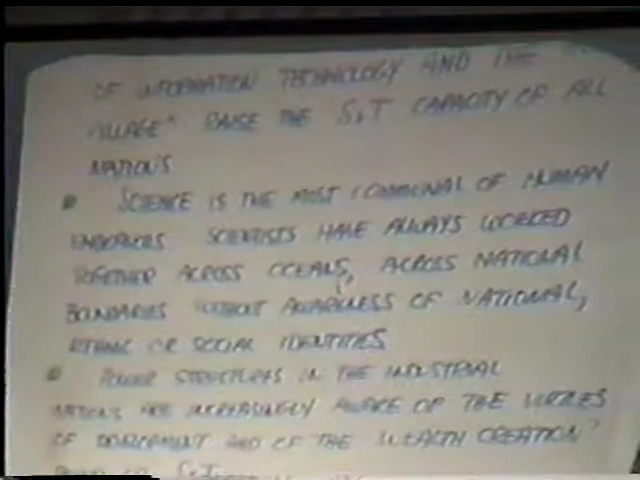 OF INFORMATION TECHNOLOGY AND THE
VILLAGE" RAISE THE S&T CAPACITY OF ALL
NATIONS
SCIENCE IS THE MOST COMMUNAL OF HUMAN
ENDEAVORS SCIENTISTS HAVE ALWAYS WORKED
TOGETHER ACROSS OCEANS, ACROSS NATIONAL
BOUNDARIES WITHOUT AWARENESS OF NATIONAL,
ETHNIC OR SOCIAL IDENTITIES
POWER STRUCTURES IN THE INDUSTRIAL
NATIONS ARE INCREASINGLY AWARE OF THE VIRTUES
OF AND OF THE WEALTH CREATION
S&T